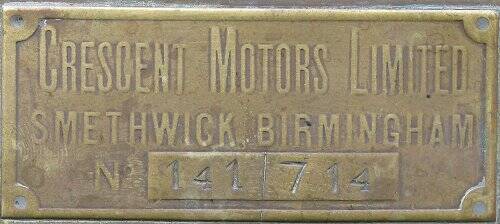 CRESCENT MOTORS LIMITED
SMETHWICK BIRMINGHAM
No 141 714